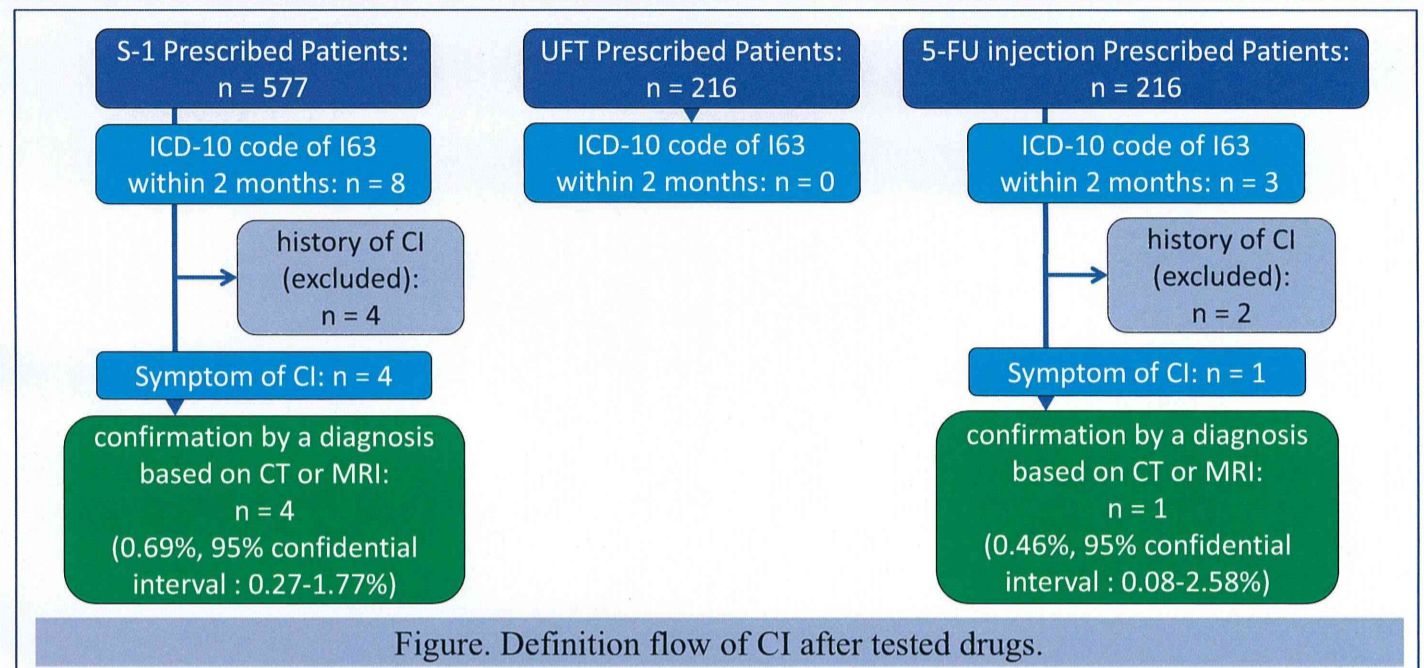 S-1 Prescribed Patients:
n = 577
ICD-10 code of I63
within 2 months: n = 8
history of CI
(excluded):
n = 4
Symptom of CI: n = 4
confirmation by a diagnosis
based on CT or MRI:
n = 4
(0.69%, 95% confidential
interval : 0.27-1.77%)
UFT Prescribed Patients:
n = 216
ICD-10 code of I63
within 2 months: n = 0
5-FU injection Prescribed Patients:
n = 216
ICD-10 code of I63
within 2 months: n = 3
history of CI
(excluded):
n = 2
Symptom of CI: n = 1
confirmation by a diagnosis
based on CT or MRI:
n = 1
(0.46%, 95% confidential
interval : 0.08-2.58%)
Figure. Definition flow of CI after tested drugs.